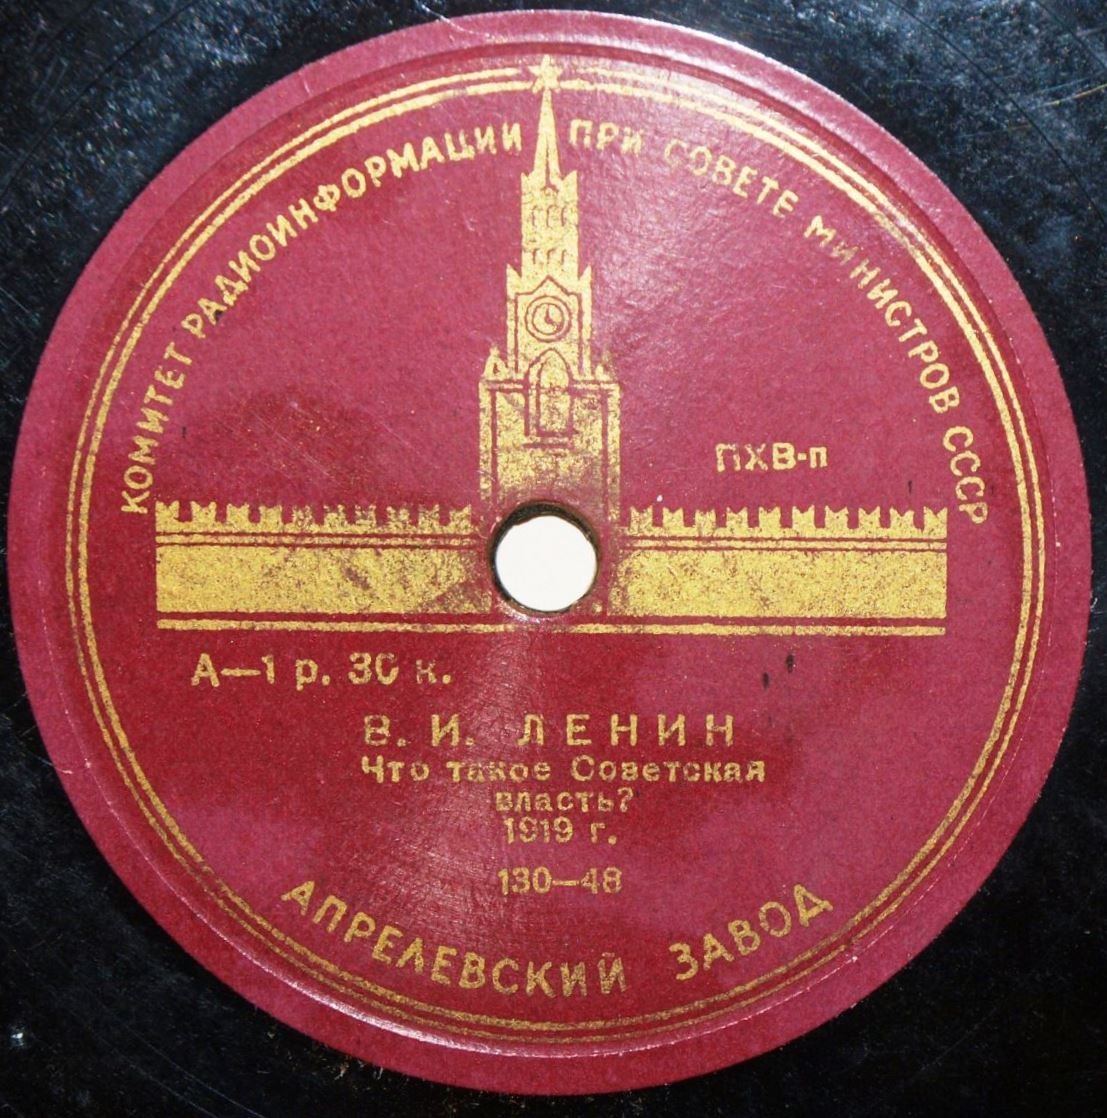 КОМИТЕТ РАДИОИНФОРМАЦИИ ПРИ СОВЕТЕ МИНИСТРОВ СССР
ПХВ-п
А—1 р. 30 к.
В. И. ЛЕНИН
Что такое Советская
власть?
1919 г.
130—48
АПРЕЛЕВСКИЙ ЗАВОД